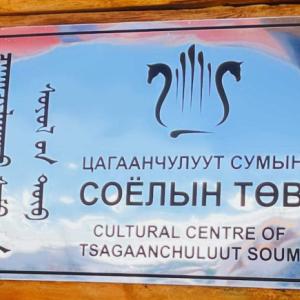 ЦАГААНЧУЛУУТ СУМЫН
СОЁЛЫН ТӨВ
CULTURAL CENTRE OF
TSAGAANCHULUUT SOUM